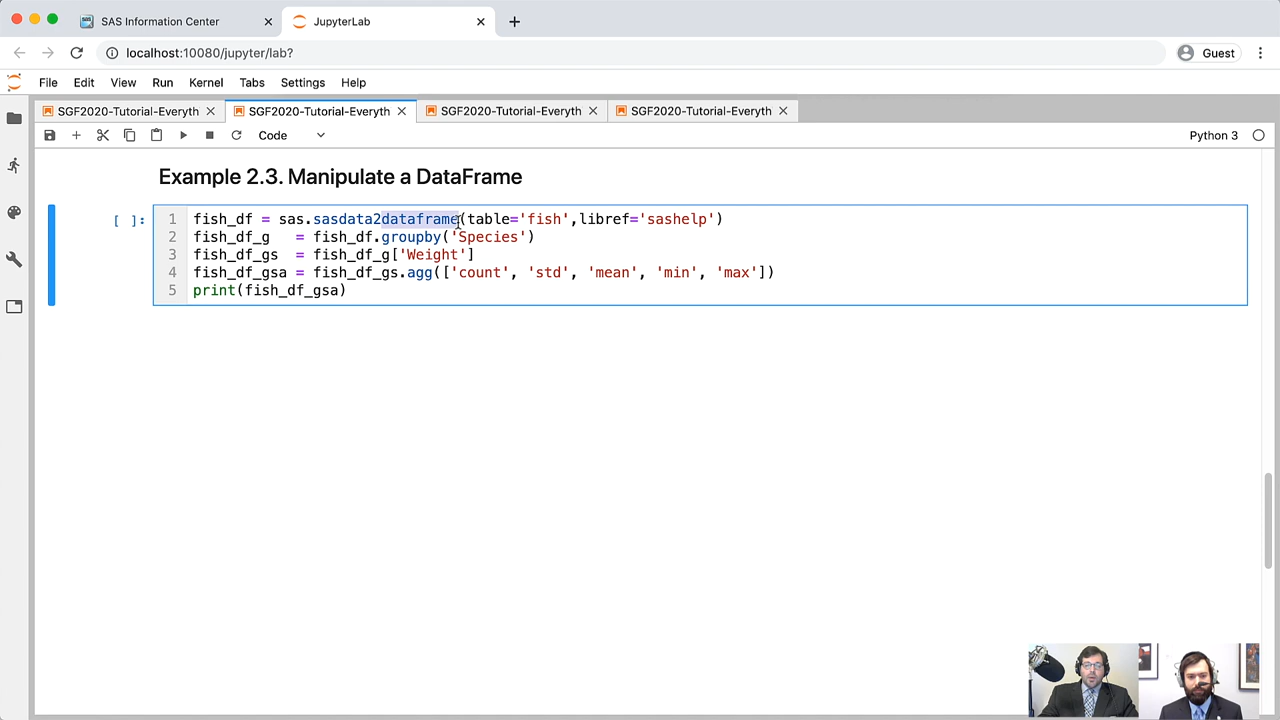 SAS Information Center
JupyterLab
localhost:10080/jupyter/lab?
Guest
File Edit View Run Kernel Tabs Settings Help
SGF2020-Tutorial-Everyth SGF2020-Tutorial-Everyth SGF2020-Tutorial-Everyth SGF2020-Tutorial-Everyth
Code
Python 3
Example 2.3. Manipulate a DataFrame
[ ]:
1 fish_df = sas.sasdata2dataframe(table='fish',libref='sashelp')
2 fish_df_g   = fish_df.groupby('Species')
3 fish_df_gs  = fish_df_g['Weight']
4 fish_df_gsa = fish_df_gs.agg(['count', 'std', 'mean', 'min', 'max'])
5 print(fish_df_gsa)